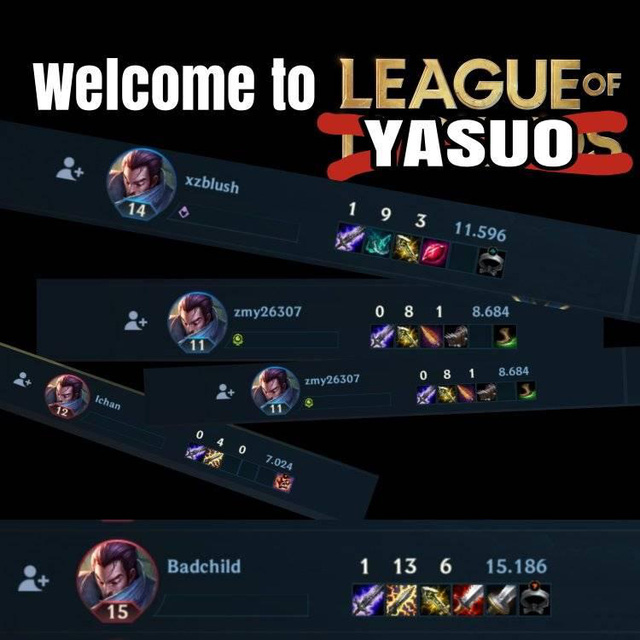 welcome to LEAGUE OF
YASUO
xzblush
14
1 9 3 11.596
zmy26307
11
0 8 1 8.684
zmy26307
11
0 8 1 8.684
lchan
12
0 4 0 7.024
Badchild
15
1 13 6 15.186